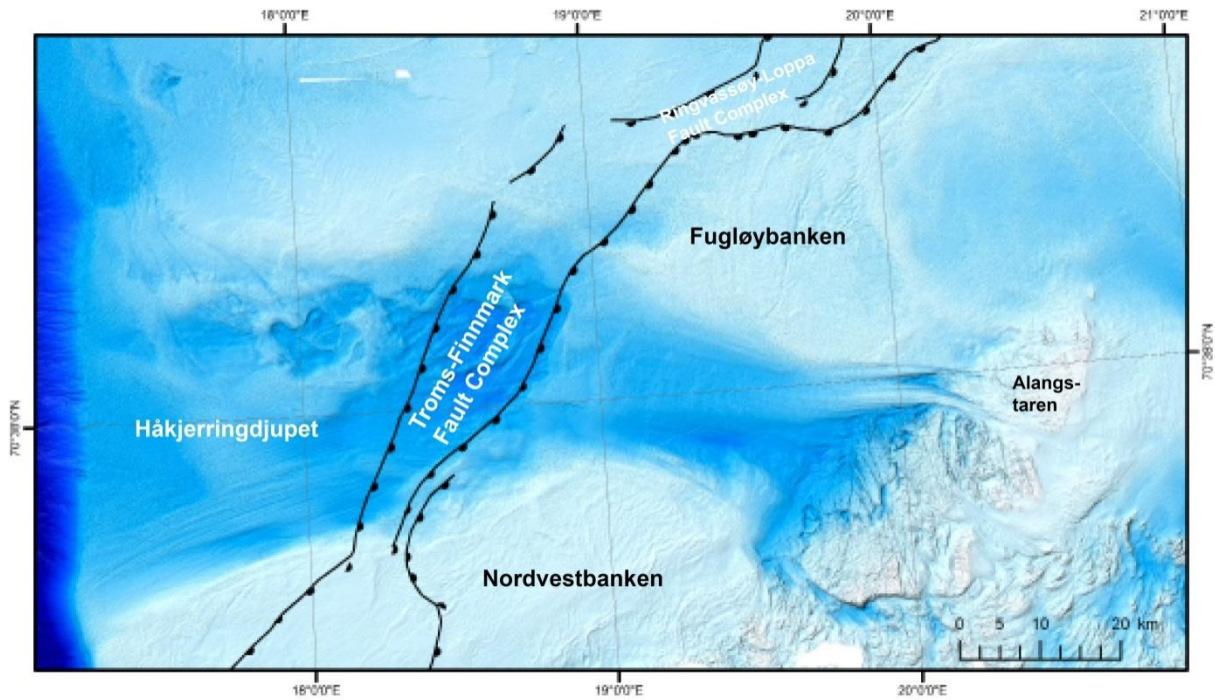 18°0'0"E 19°0'0"E 20°0'0"E 21°0'0"E
Ringvassøy-Loppa
Fault Complex
Fugløybanken
70°39'0"N
Troms-Finnmark
Fault Complex
Alangs-
taren
Håkjerringdjupet
70°38'0"N
Nordvestbanken
0 5 10 20 km
18°0'0"E 19°0'0"E 20°0'0"E